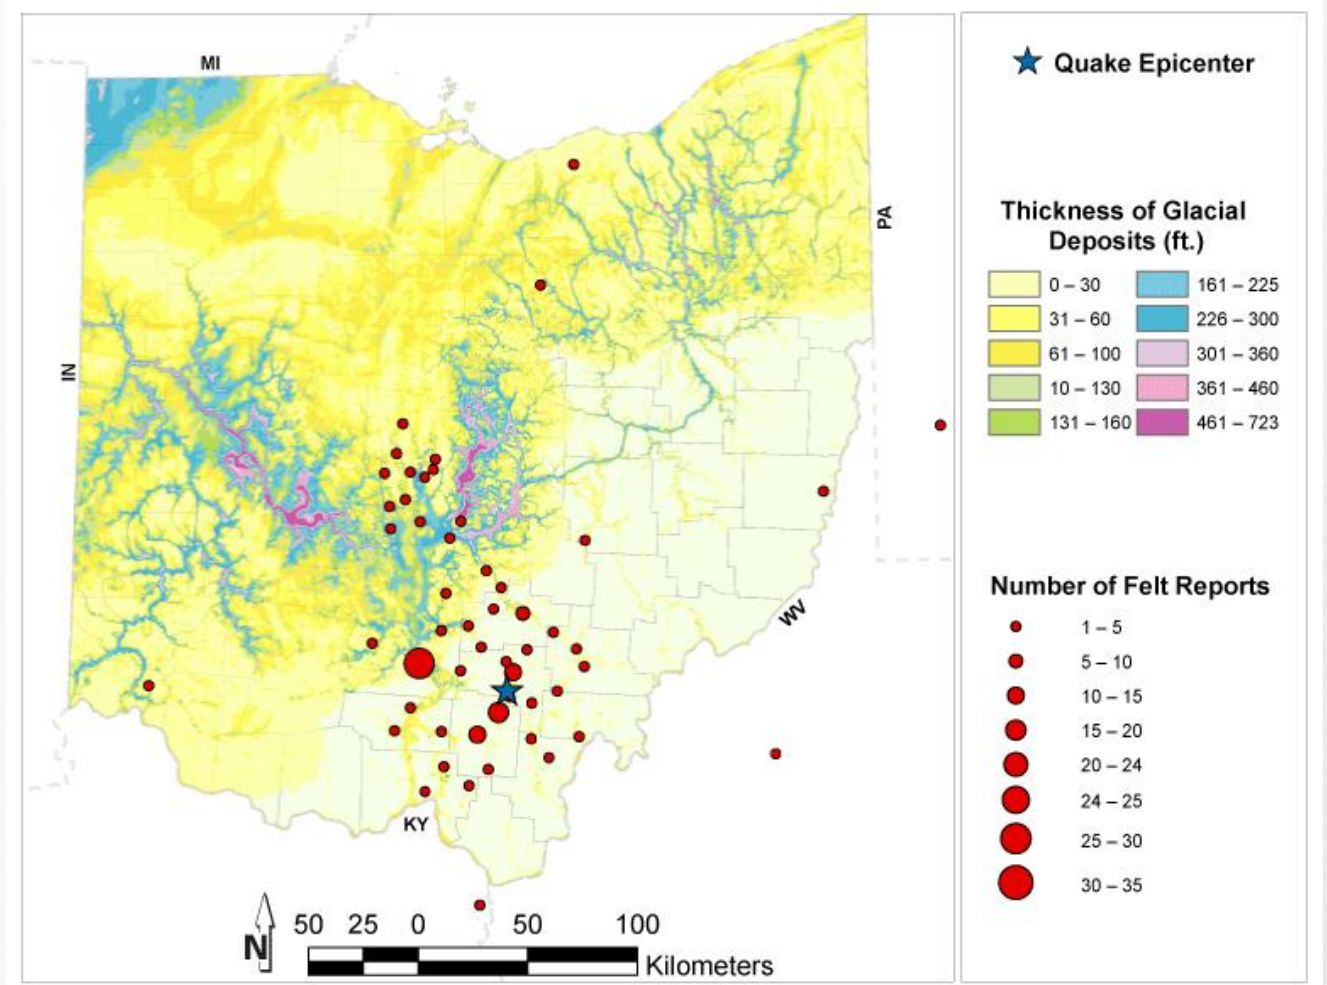 MI
IN
PA
WV
KY
N
50 25 0 50 100
Kilometers
Quake Epicenter
Thickness of Glacial
Deposits (ft.)
0 – 30 161 – 225
31 – 60 226 – 300
61 – 100 301 – 360
10 – 130 361 – 460
131 – 160 461 – 723
Number of Felt Reports
1 – 5
5 – 10
10 – 15
15 – 20
20 – 24
24 – 25
25 – 30
30 – 35